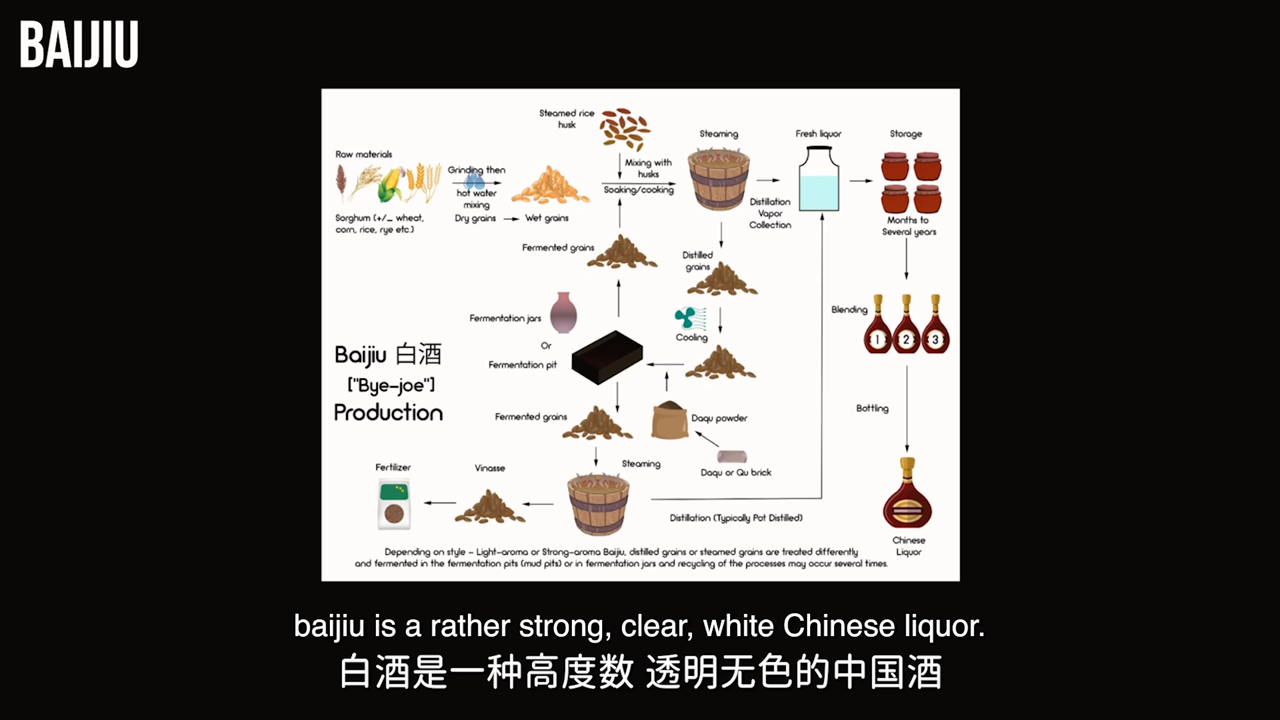 BAIJIU
Steamed rice
husk
Steaming
Fresh liquor
Storage
Raw materials
Grinding then
hot water
mixing
Mixing with
husks
Soaking/cooking
Sorghum (+/_ wheat,
corn, rice, rye etc.)
Dry grains
Wet grains
Distillation
Vapor
Collection
Months to
Several years
Fermented grains
Distilled
grains
Fermentation jars
Or
Fermentation pit
Cooling
Blending
1
2
3
Baijiu 白酒
["Bye-joe"]
Production
Fermented grains
Daqu powder
Bottling
Daqu or Qu brick
Fertilizer
Vinasse
Steaming
Distillation (Typically Pot Distilled)
Chinese
Liquor
Depending on style - Light-aroma or Strong-aroma Baijiu, distilled grains or steamed grains are treated differently
and fermented in the fermentation pits (mud pits) or in fermentation jars and recycling of the processes may occur several times.
baijiu is a rather strong, clear, white Chinese liquor.
白酒是一种高度数 透明无色的中国酒